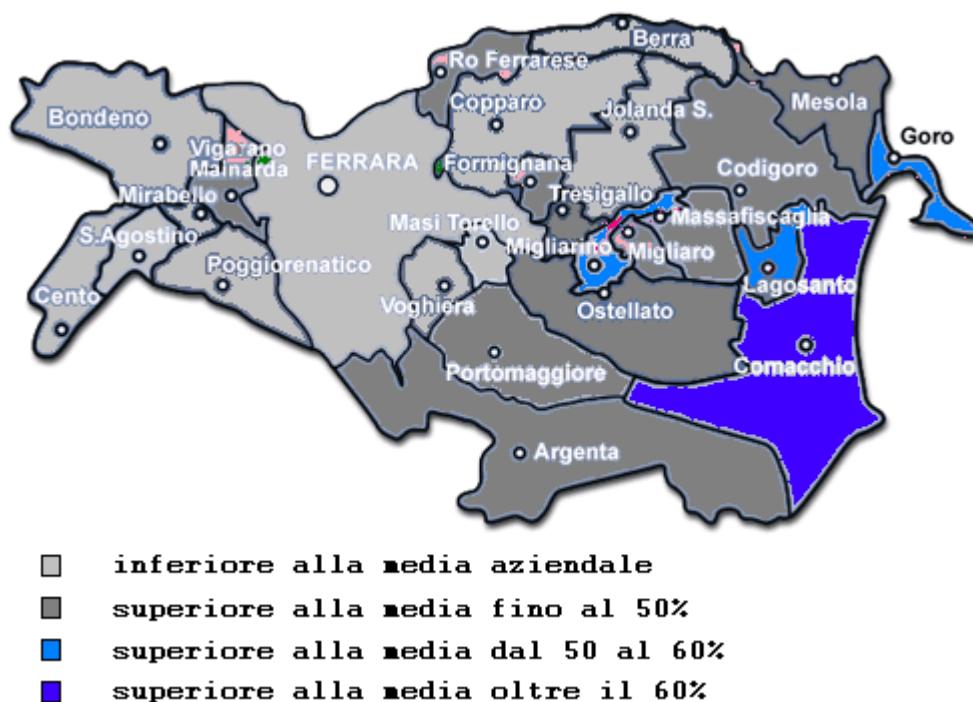 Berra
Ro Ferrarese
Mesola
Copparo
Jolanda S.
Bondeno
Goro
Vigarano
Mainarda
FERRARA
Formignana
Codigoro
Mirabello
Tresigallo
Masi Torello
Massafiscaglia
S.Agostino
Migliarino
Migliaro
Poggiorenatico
Lagosanto
Cento
Voghiera
Ostellato
Comacchio
Portomaggiore
Argenta
inferiore alla media aziendale
superiore alla media fino al 50%
superiore alla media dal 50 al 60%
superiore alla media oltre il 60%